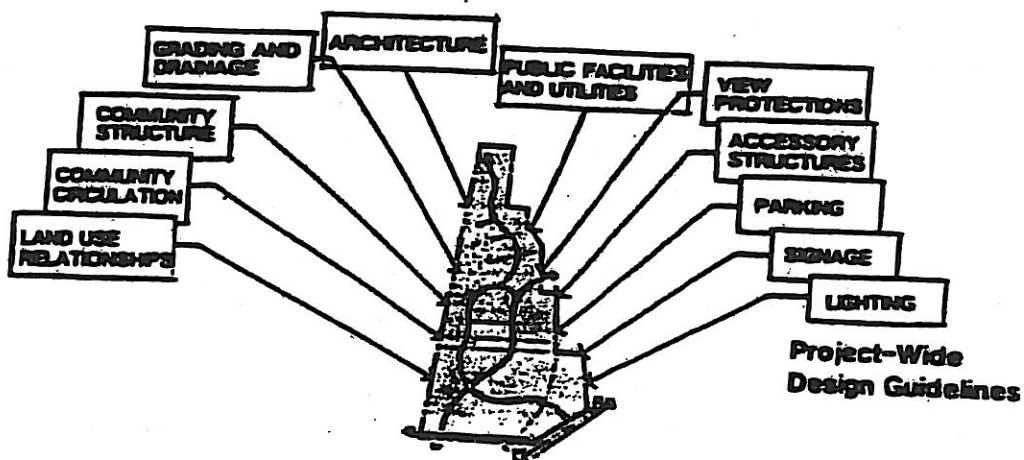 GRADING AND
DRAINAGE
ARCHITECTURE
PUBLIC FACILITIES
AND UTILITIES
VIEW
PROTECTIONS
COMMUNITY
STRUCTURE
ACCESSORY
STRUCTURES
COMMUNITY
CIRCULATION
PARKING
LAND USE
RELATIONSHIPS
SIGNAGE
LIGHTING
Project-Wide
Design Guidelines